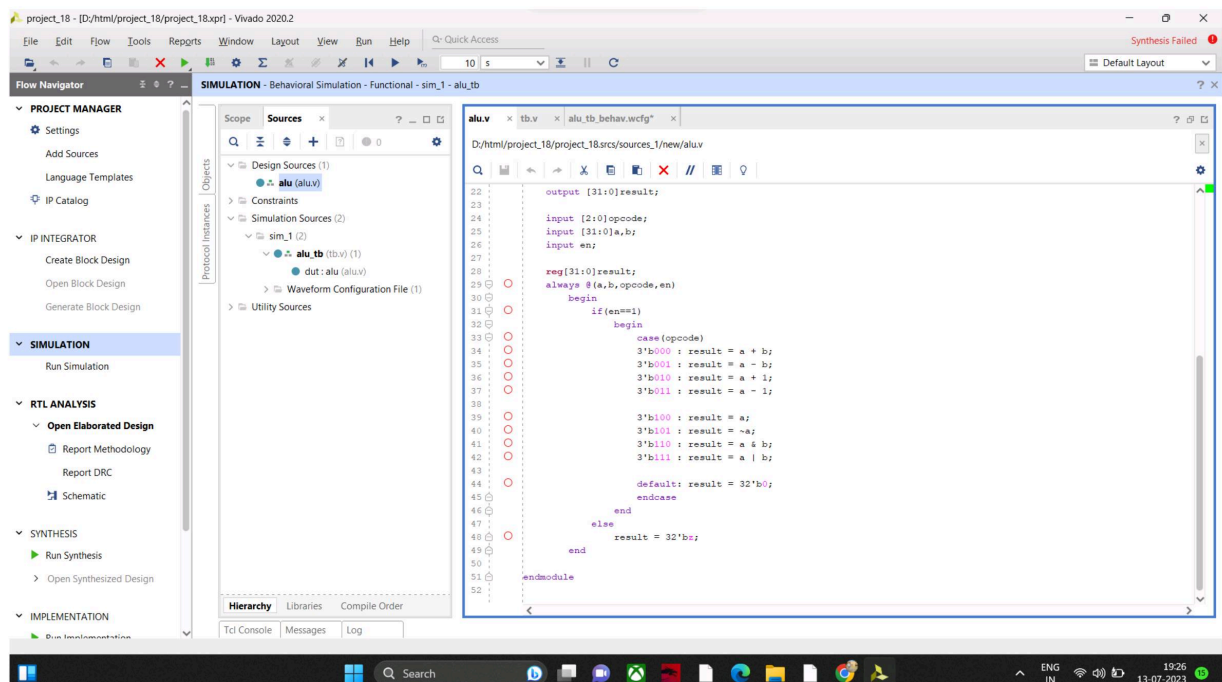 project_18 - [D:/html/project_18/project_18.xpr] - Vivado 2020.2
File Edit Flow Tools Reports Window Layout View Run Help Quick Access
Synthesis Failed
10 s
Default Layout
Flow Navigator
SIMULATION - Behavioral Simulation - Functional - sim_1 - alu_tb
PROJECT MANAGER
Settings
Add Sources
Language Templates
IP Catalog
IP INTEGRATOR
Create Block Design
Open Block Design
Generate Block Design
SIMULATION
Run Simulation
RTL ANALYSIS
Open Elaborated Design
Report Methodology
Report DRC
Schematic
SYNTHESIS
Run Synthesis
Open Synthesized Design
IMPLEMENTATION
Run Implementation
Objects
Protocol Instances
Scope Sources
0
Design Sources (1)
alu (alu.v)
Constraints
Simulation Sources (2)
sim_1 (2)
alu_tb (tb.v) (1)
dut : alu (alu.v)
Waveform Configuration File (1)
Utility Sources
Hierarchy Libraries Compile Order
Tcl Console Messages Log
alu.v tb.v alu_tb_behav.wcfg*
D:/html/project_18/project_18.srcs/sources_1/new/alu.v
22 output [31:0]result;
23
24 input [2:0]opcode;
25 input [31:0]a,b;
26 input en;
27
28 reg[31:0]result;
29 always @(a,b,opcode,en)
30 begin
31 if(en==1)
32 begin
33 case(opcode)
34 3'b000 : result = a + b;
35 3'b001 : result = a - b;
36 3'b010 : result = a + 1;
37 3'b011 : result = a - 1;
38
39 3'b100 : result = a;
40 3'b101 : result = ~a;
41 3'b110 : result = a & b;
42 3'b111 : result = a | b;
43
44 default: result = 32'b0;
45 endcase
46 end
47 else
48 result = 32'bz;
49 end
50
51 endmodule
52
Search
ENG
IN
19:26
13-07-2023
15